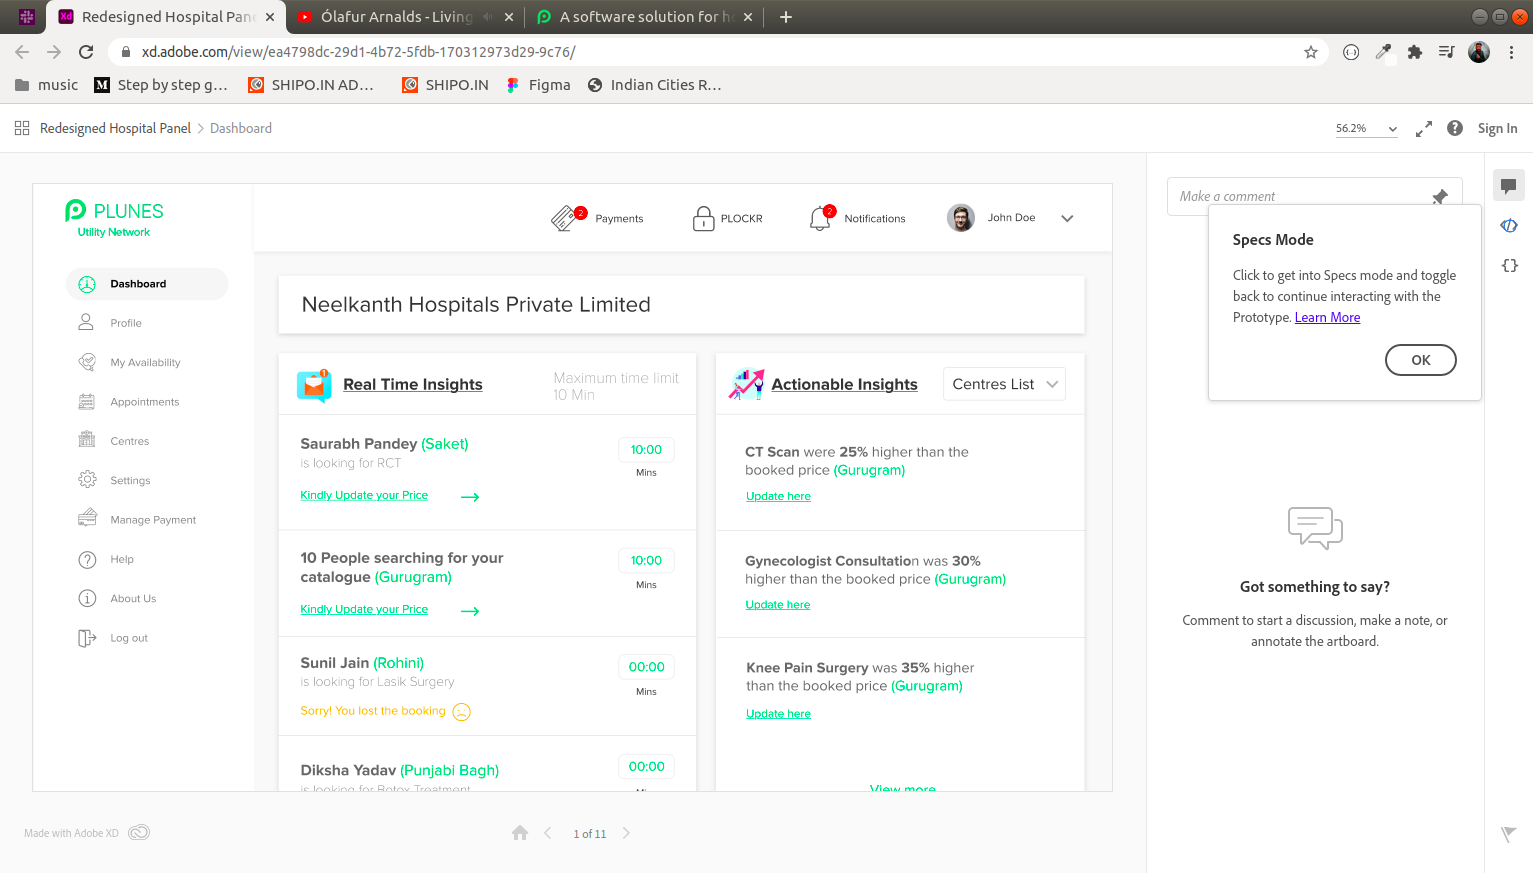 Redesigned Hospital Pane
Ólafur Arnalds - Living
A software solution for h
xd.adobe.com/view/ea4798dc-29d1-4b72-5fdb-170312973d29-9c76/
music
Step by step g...
SHIPO.IN AD...
SHIPO.IN
Figma
Indian Cities R...
Redesigned Hospital Panel > Dashboard
56.2%
Sign In
PLUNES
Utility Network
2
Payments
PLOCKR
2
Notifications
John Doe
Dashboard
Profile
My Availability
Appointments
Centres
Settings
Manage Payment
Help
About Us
Log out
Neelkanth Hospitals Private Limited
1
Real Time Insights
Maximum time limit
10 Min
Saurabh Pandey (Saket)
is looking for RCT
Kindly Update your Price
10:00
Mins
10 People searching for your
catalogue (Gurugram)
Kindly Update your Price
10:00
Mins
Sunil Jain (Rohini)
is looking for Lasik Surgery
Sorry! You lost the booking
00:00
Mins
Diksha Yadav (Punjabi Bagh)
is looking for Botox Treatment
00:00
Actionable Insights
Centres List
CT Scan were 25% higher than the
booked price (Gurugram)
Update here
Gynecologist Consultation was 30%
higher than the booked price (Gurugram)
Update here
Knee Pain Surgery was 35% higher
than the booked price (Gurugram)
Update here
View more
Make a comment
Specs Mode
Click to get into Specs mode and toggle
back to continue interacting with the
Prototype. Learn More
OK
Got something to say?
Comment to start a discussion, make a note, or
annotate the artboard.
Made with Adobe XD
1 of 11